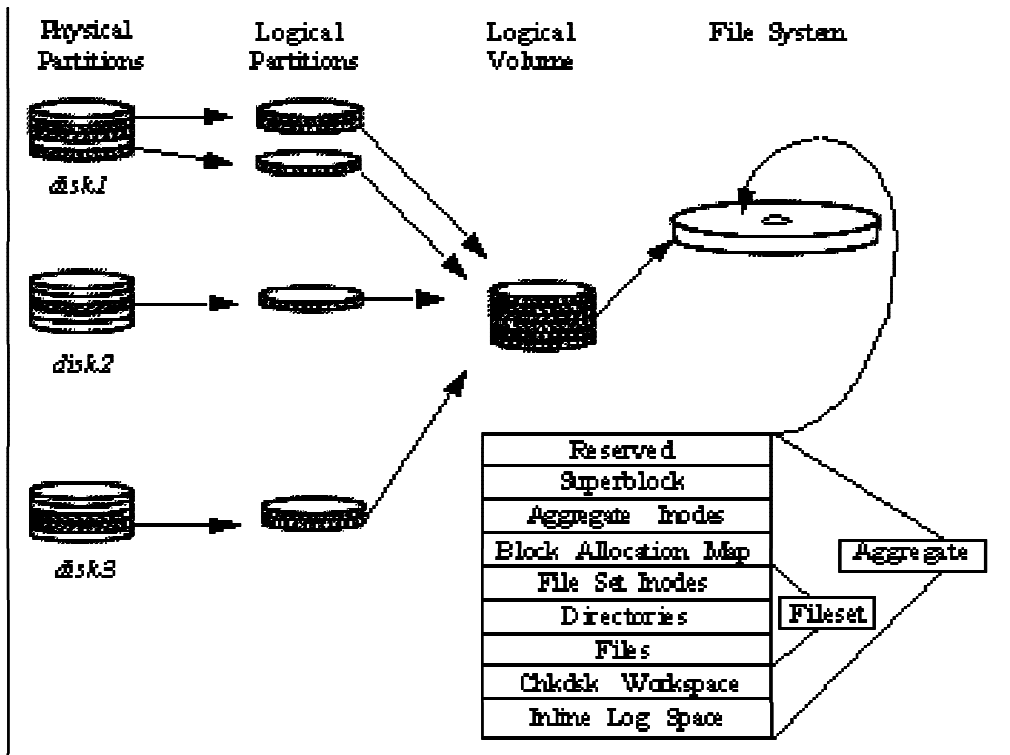 Physical Partitions
Logical Partitions
Logical Volume
File System
disk1
disk2
disk3
Reserved
Superblock
Aggregate Inodes
Block Allocation Map
File Set Inodes
Directories
Files
Chkdsk Workspace
Inline Log Space
Aggregate
Fileset